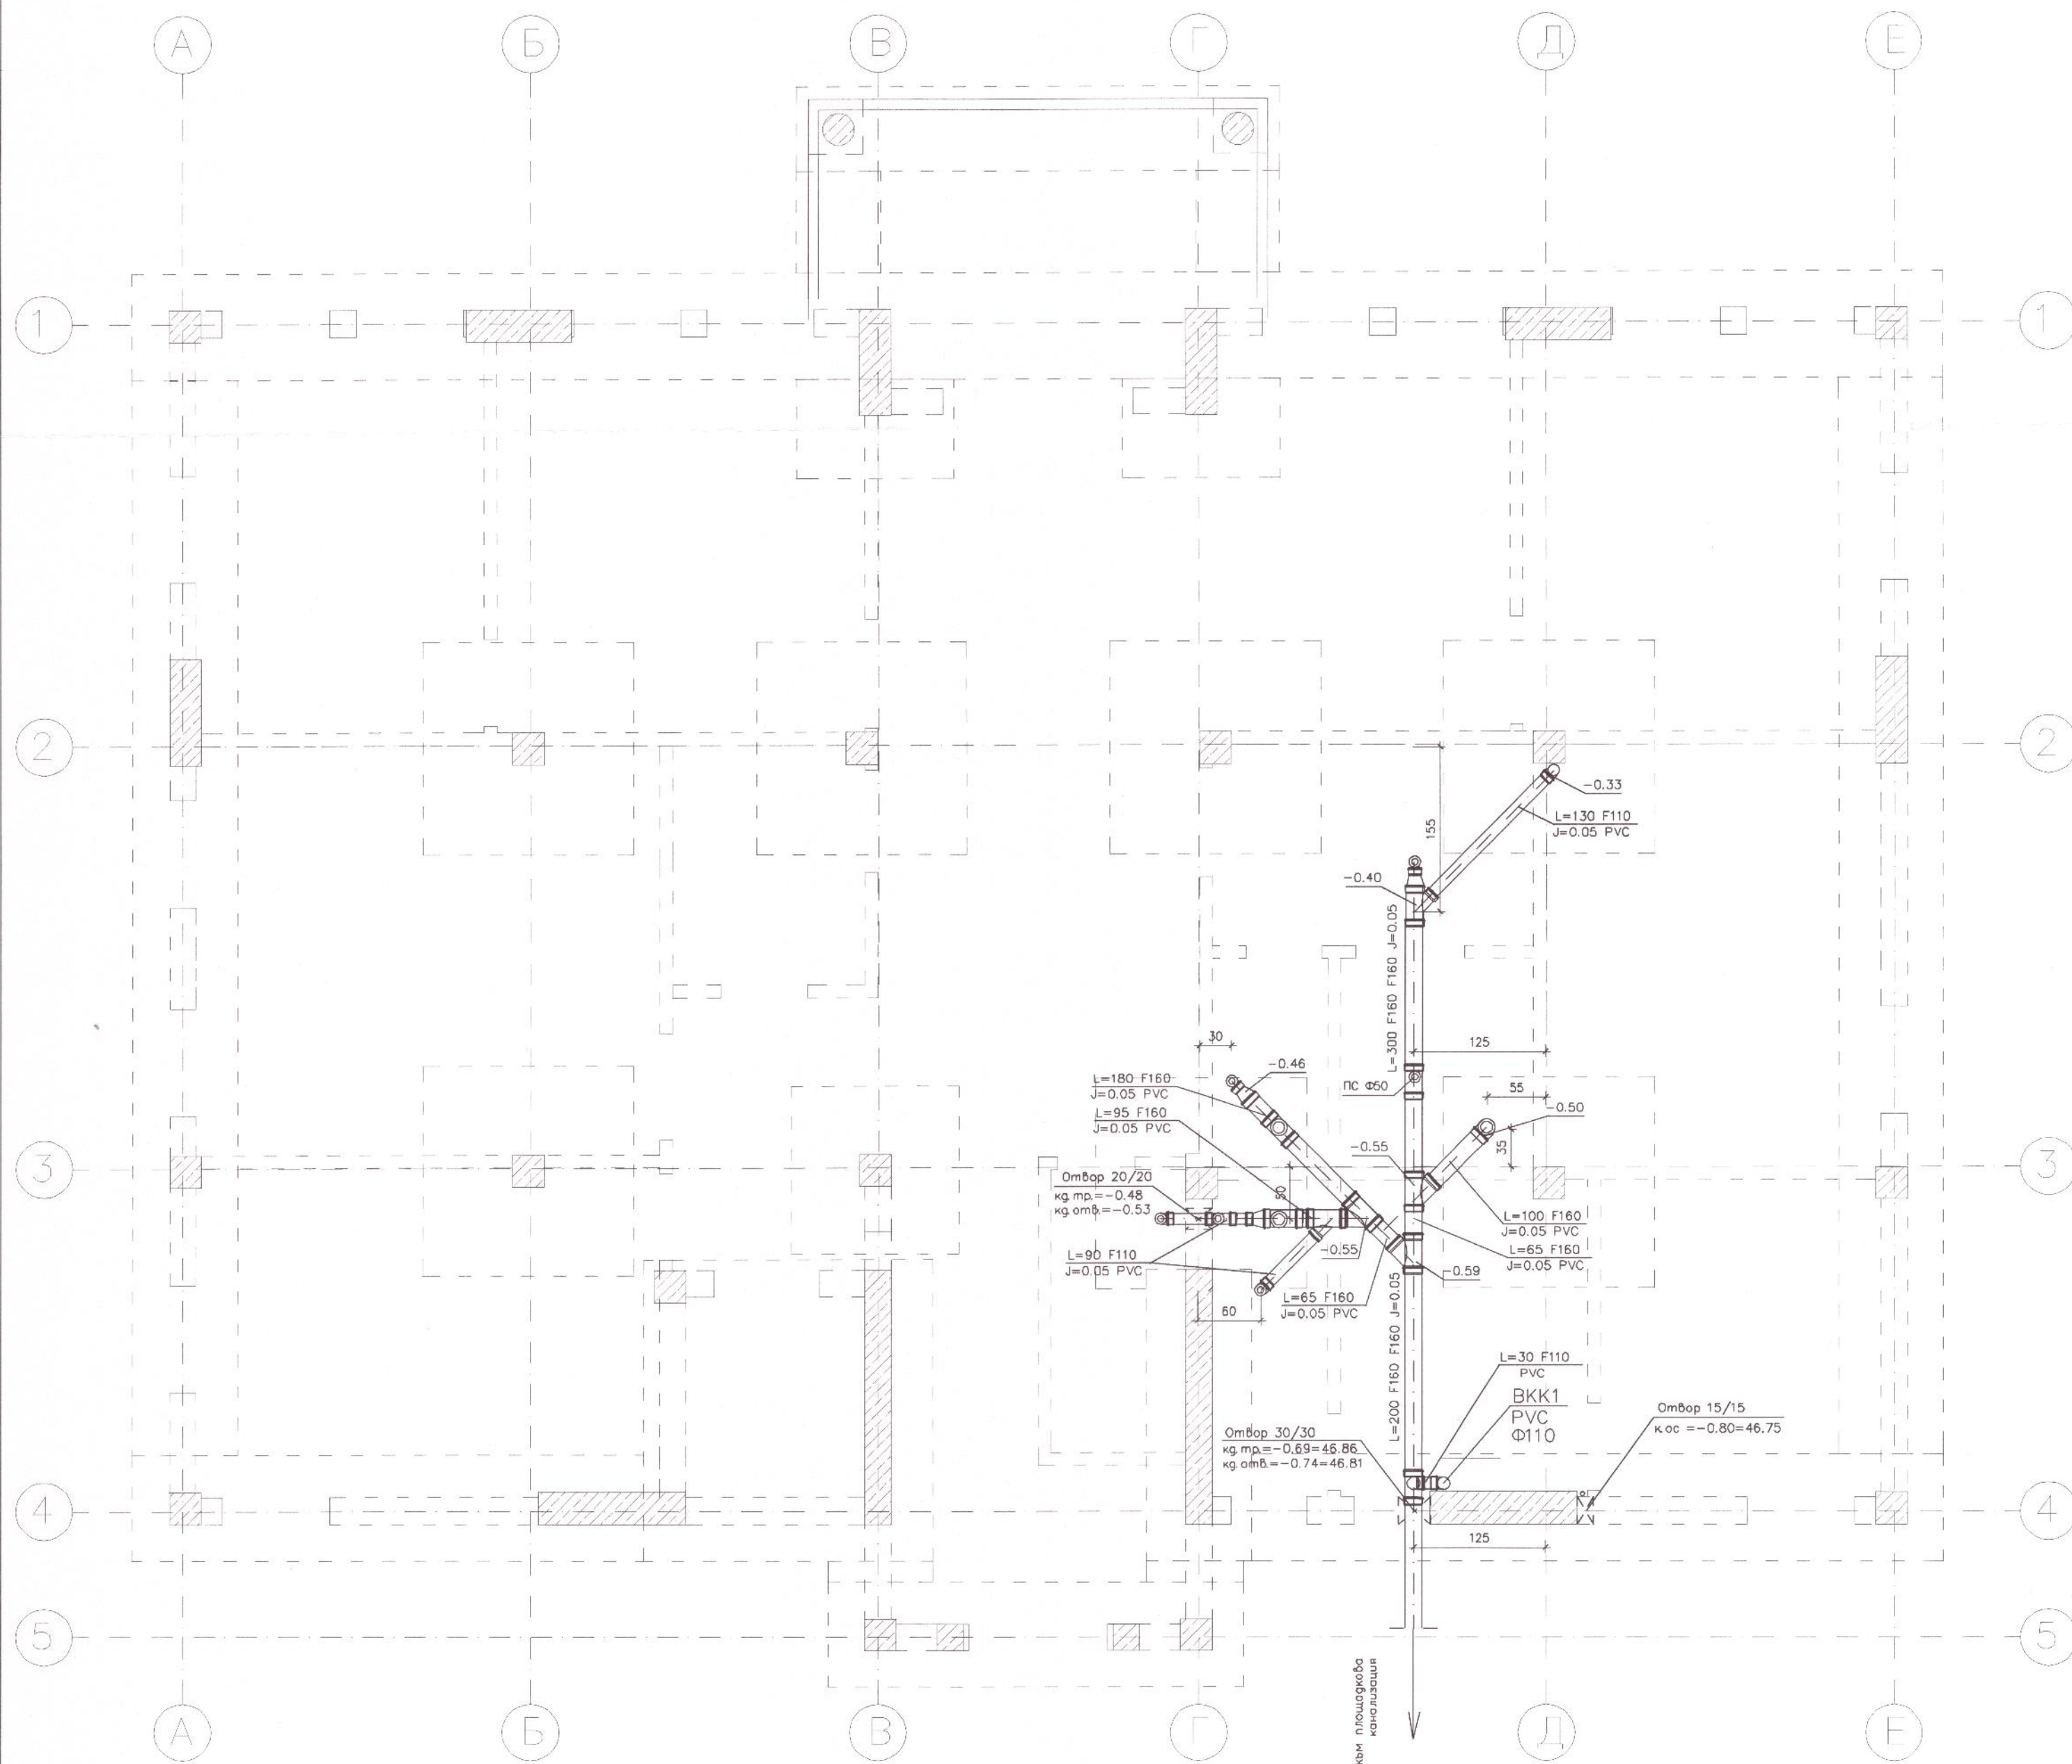 А
Б
В
Г
Д
Е
1
1
2
2
-0.33
L=130 F110
J=0.05 PVC
155
-0.40
L=300 F160 F160 J=0.05
30
125
-0.46
L=180 F160
J=0.05 PVC
ПС Ф50
55
L=95 F160
J=0.05 PVC
-0.50
-0.55
35
3
3
Отвор 20/20
кд тр.=-0.48
кд отв.=-0.53
50
L=100 F160
J=0.05 PVC
-0.55
L=90 F110
J=0.05 PVC
L=65 F160
J=0.05 PVC
-0.59
L=65 F160
J=0.05 PVC
60
L=200 F160 F160 J=0.05
L=30 F110
PVC
ВКК1
PVC
Ф110
Отвор 15/15
к ос =-0.80=46.75
Отвор 30/30
кд тр.=-0.69=46.86
кд отв.=-0.74=46.81
4
4
125
5
5
към площадкова
канализация
А
Б
В
Г
Д
Е